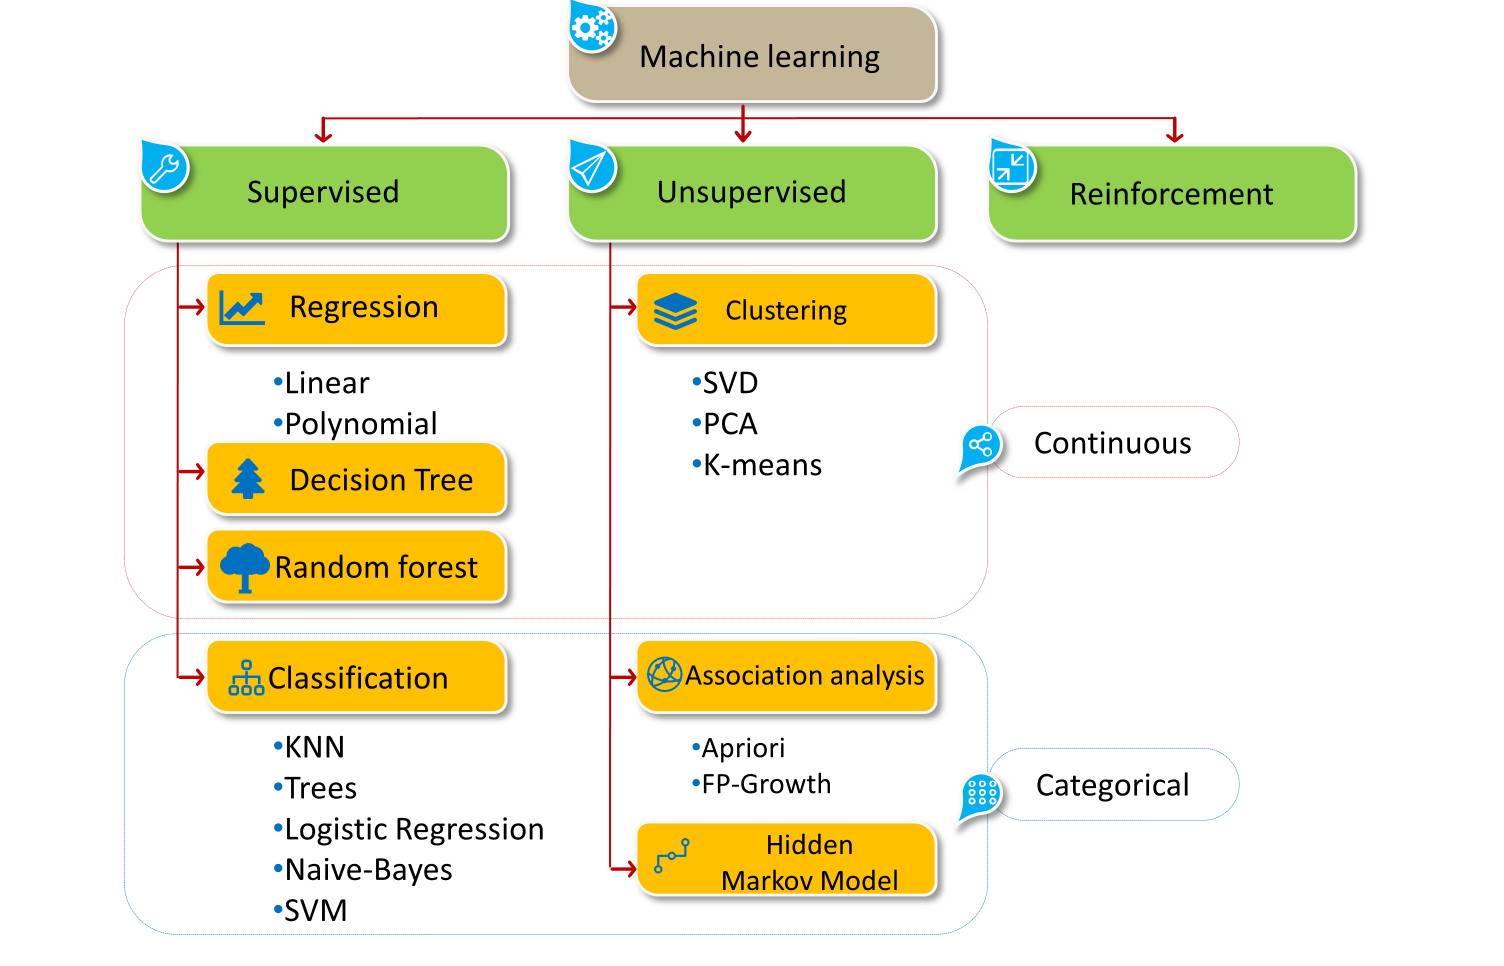 Machine learning
Supervised
Unsupervised
Reinforcement
Regression
•Linear
•Polynomial
Decision Tree
Random forest
Clustering
•SVD
•PCA
•K-means
Continuous
Classification
•KNN
•Trees
•Logistic Regression
•Naive-Bayes
•SVM
Association analysis
•Apriori
•FP-Growth
Hidden
Markov Model
Categorical